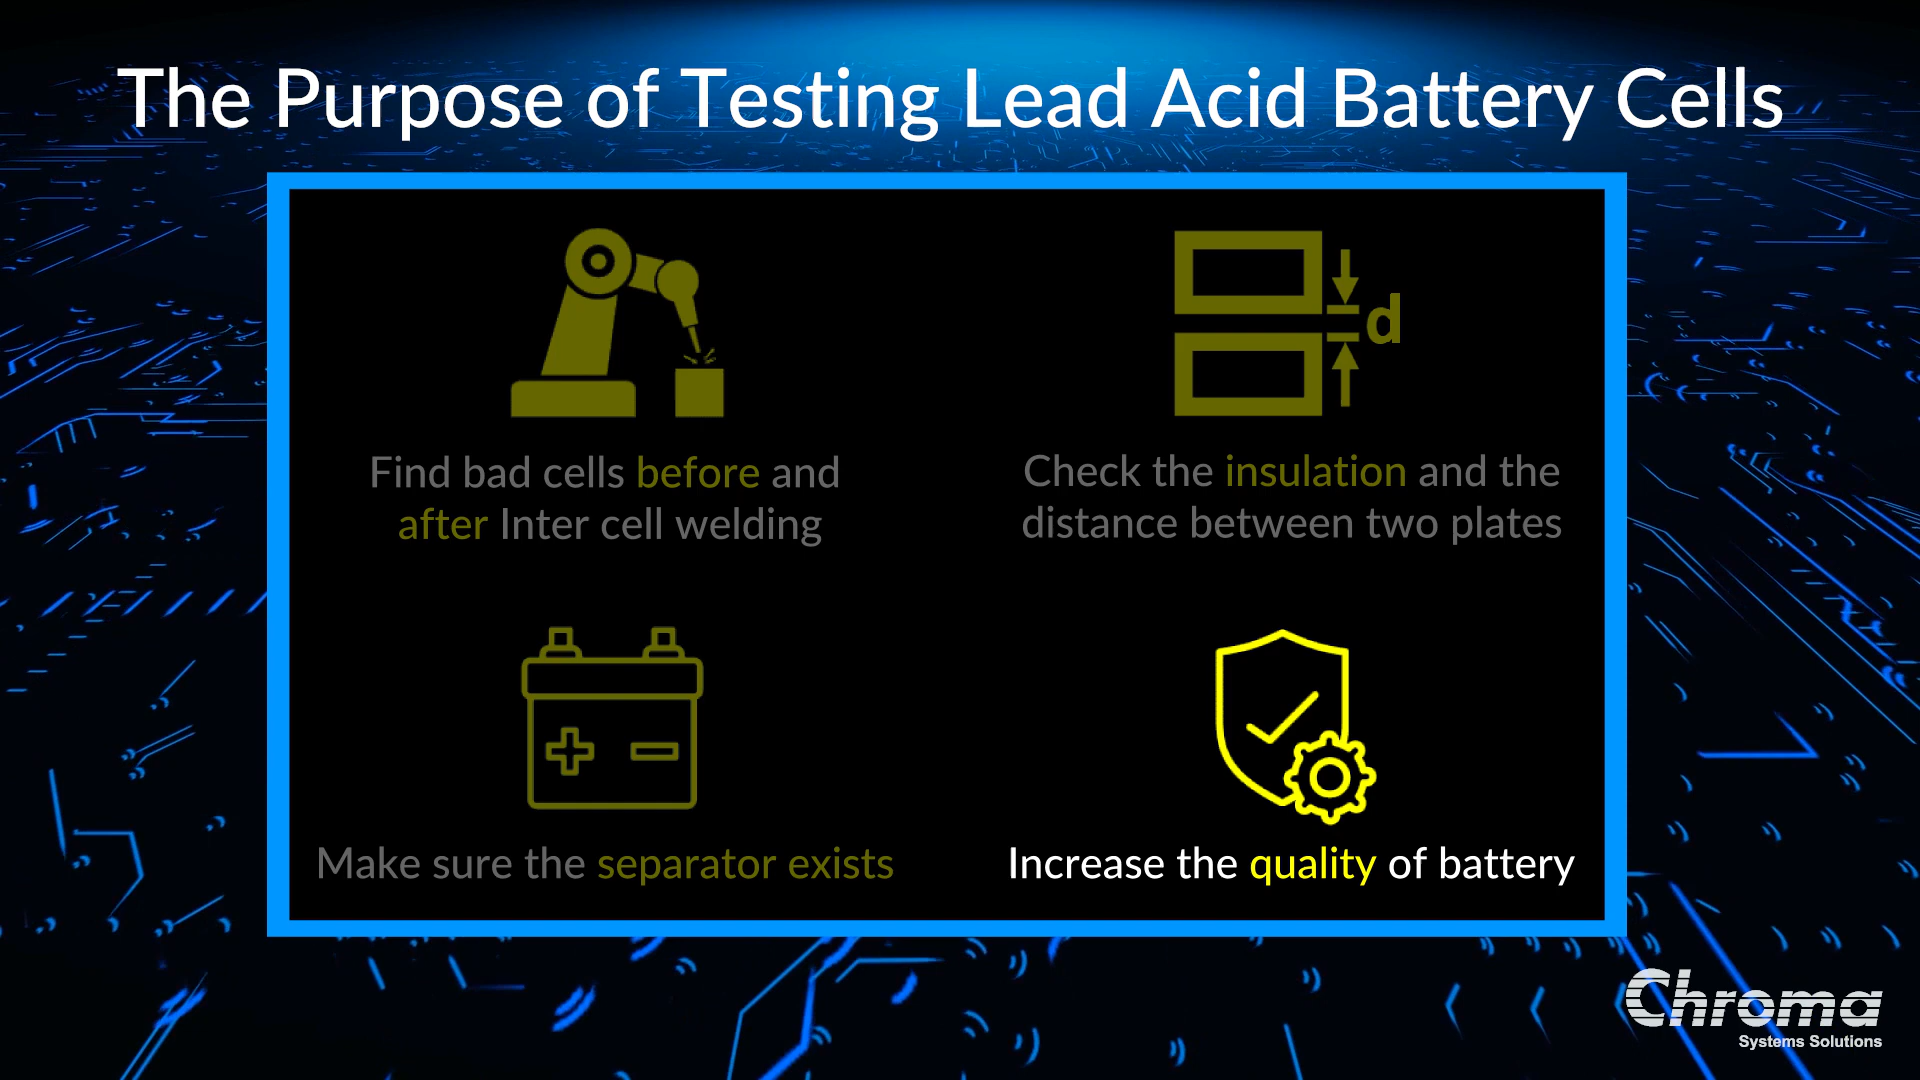 The Purpose of Testing Lead Acid Battery Cells
d
Find bad cells before and
after Inter cell welding
Check the insulation and the
distance between two plates
Make sure the separator exists
Increase the quality of battery
Chroma
Systems Solutions